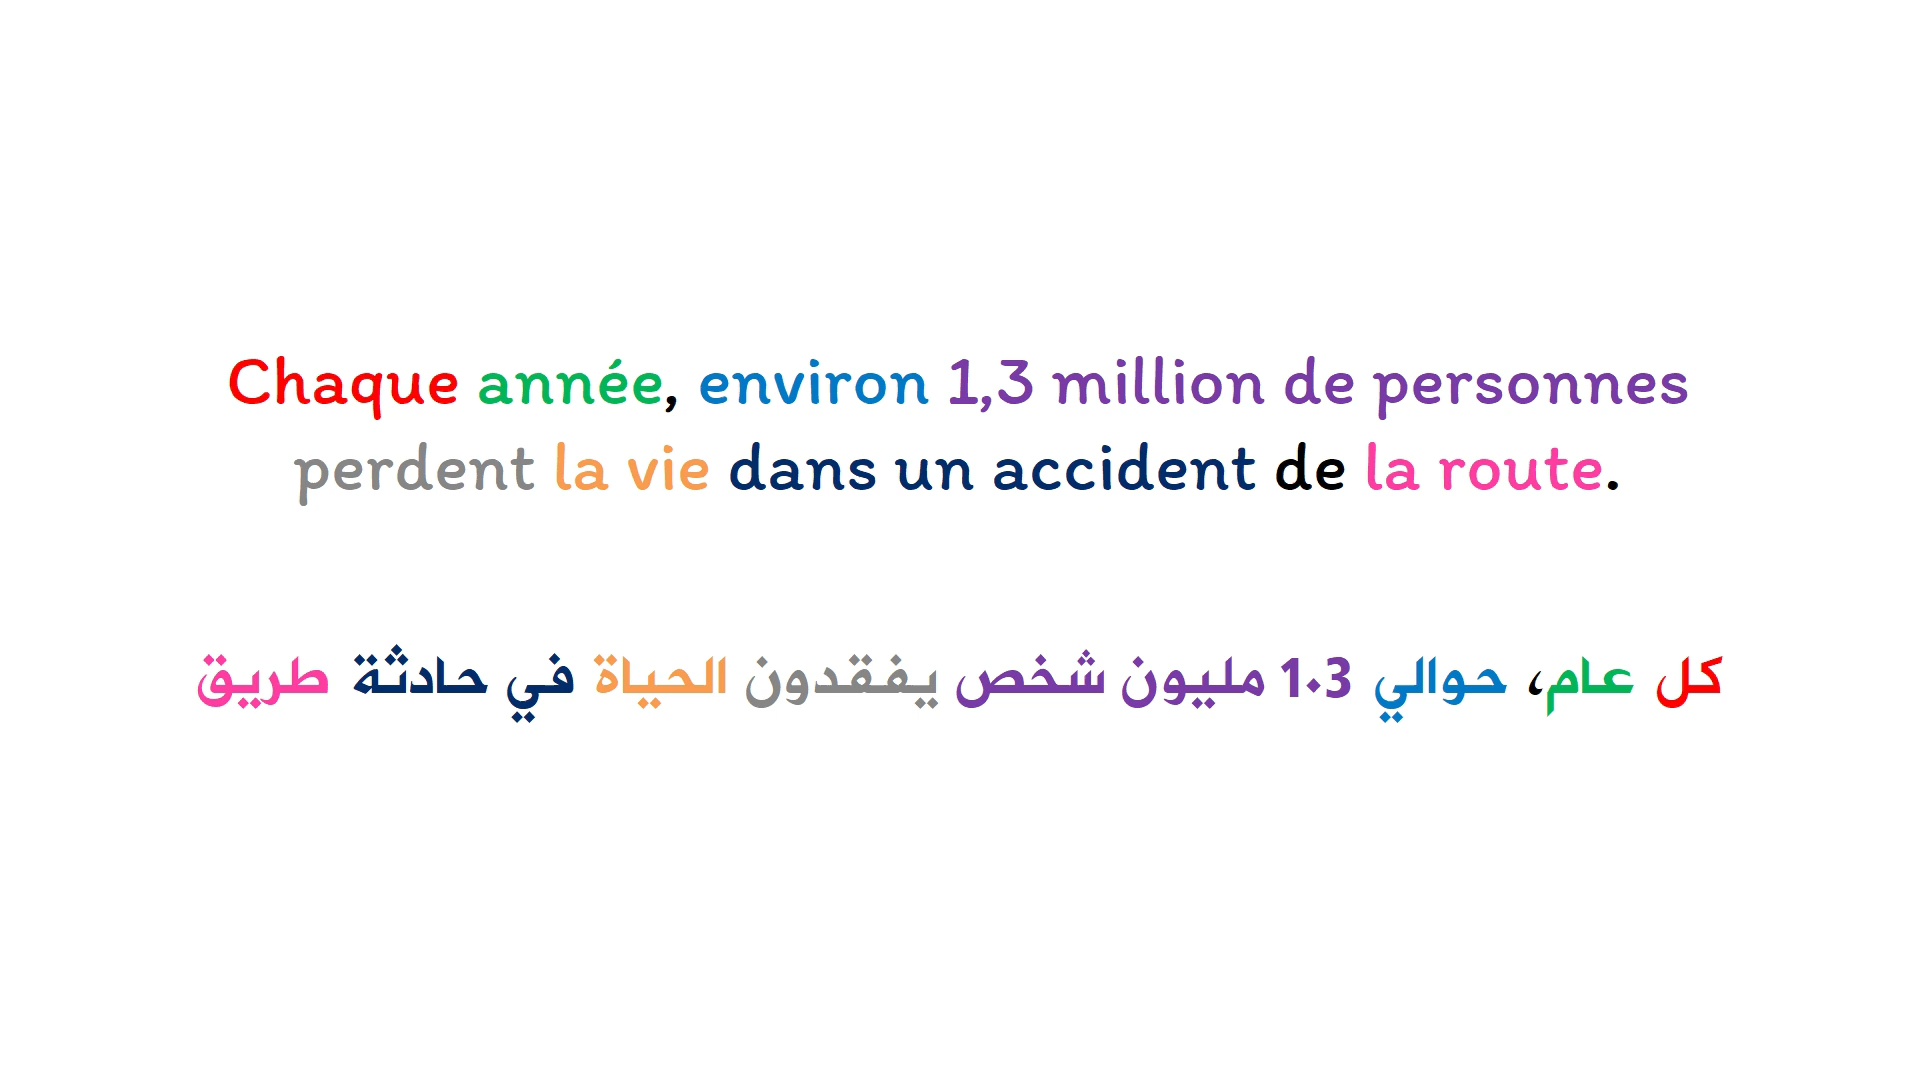 Chaque année, environ 1,3 million de personnes
perdent la vie dans un accident de la route.
كل عام، حوالي 1.3 مليون شخص يفقدون الحياة في حادثة طريق